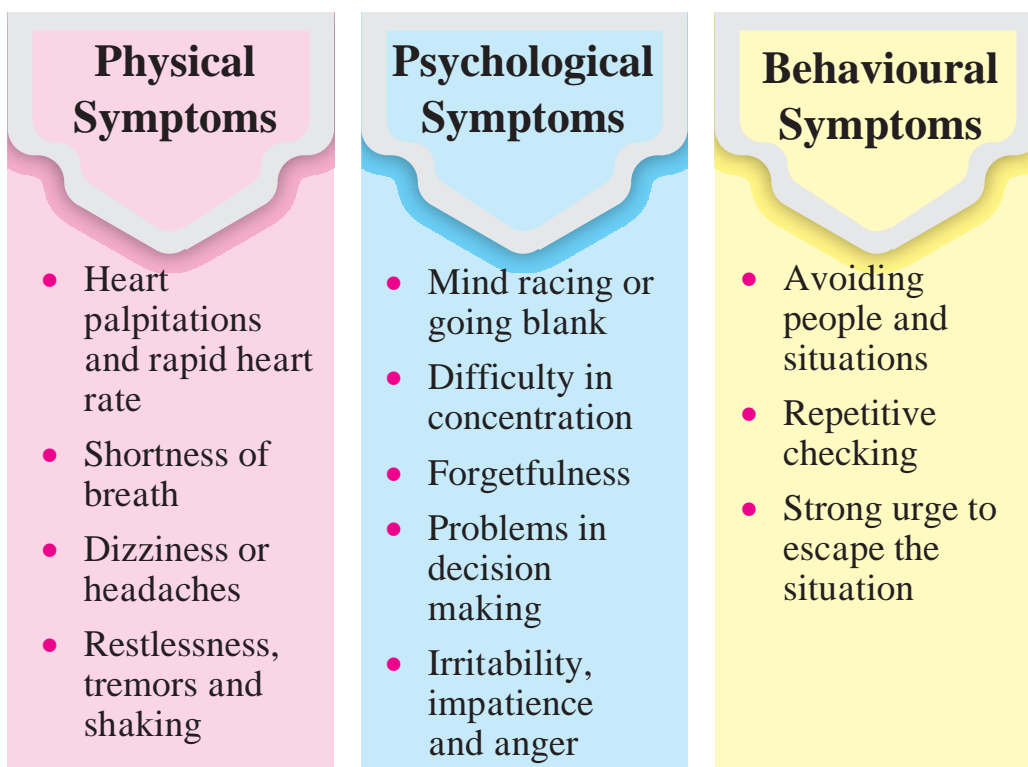 Physical
Symptoms
• Heart
palpitations
and rapid heart
rate
• Shortness of
breath
• Dizziness or
headaches
• Restlessness,
tremors and
shaking
Psychological
Symptoms
• Mind racing or
going blank
• Difficulty in
concentration
• Forgetfulness
• Problems in
decision
making
• Irritability,
impatience
and anger
Behavioural
Symptoms
• Avoiding
people and
situations
• Repetitive
checking
• Strong urge to
escape the
situation